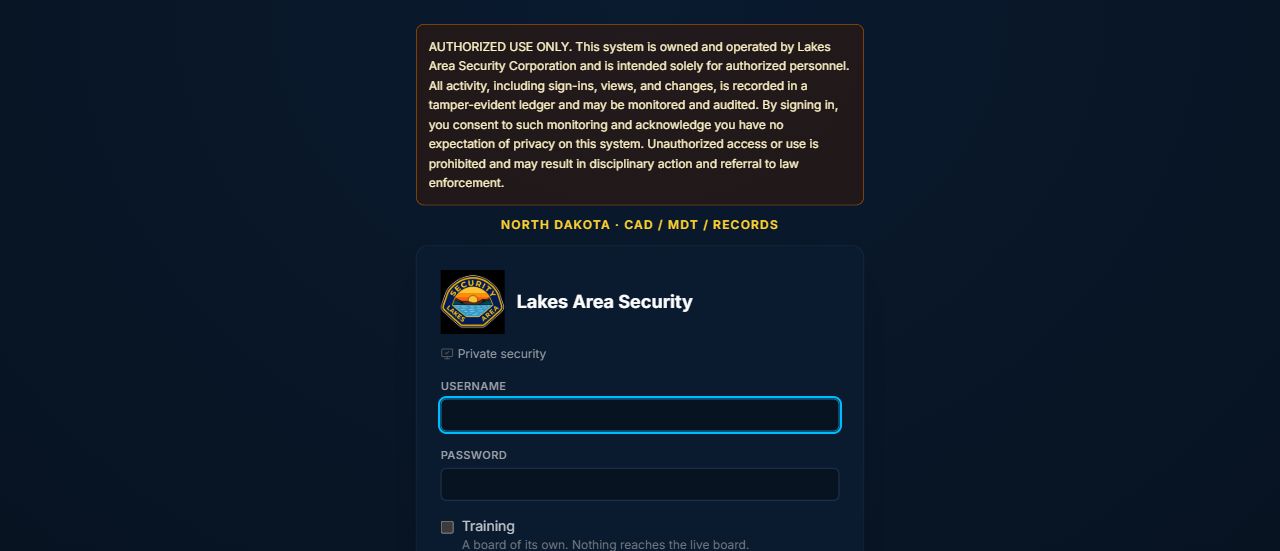 AUTHORIZED USE ONLY. This system is owned and operated by Lakes
Area Security Corporation and is intended solely for authorized personnel.
All activity, including sign-ins, views, and changes, is recorded in a
tamper-evident ledger and may be monitored and audited. By signing in,
you consent to such monitoring and acknowledge you have no
expectation of privacy on this system. Unauthorized access or use is
prohibited and may result in disciplinary action and referral to law
enforcement.
NORTH DAKOTA · CAD / MDT / RECORDS
SECURITY
LAKES AREA
Lakes Area Security
Private security
USERNAME
PASSWORD
Training
A board of its own. Nothing reaches the live board.